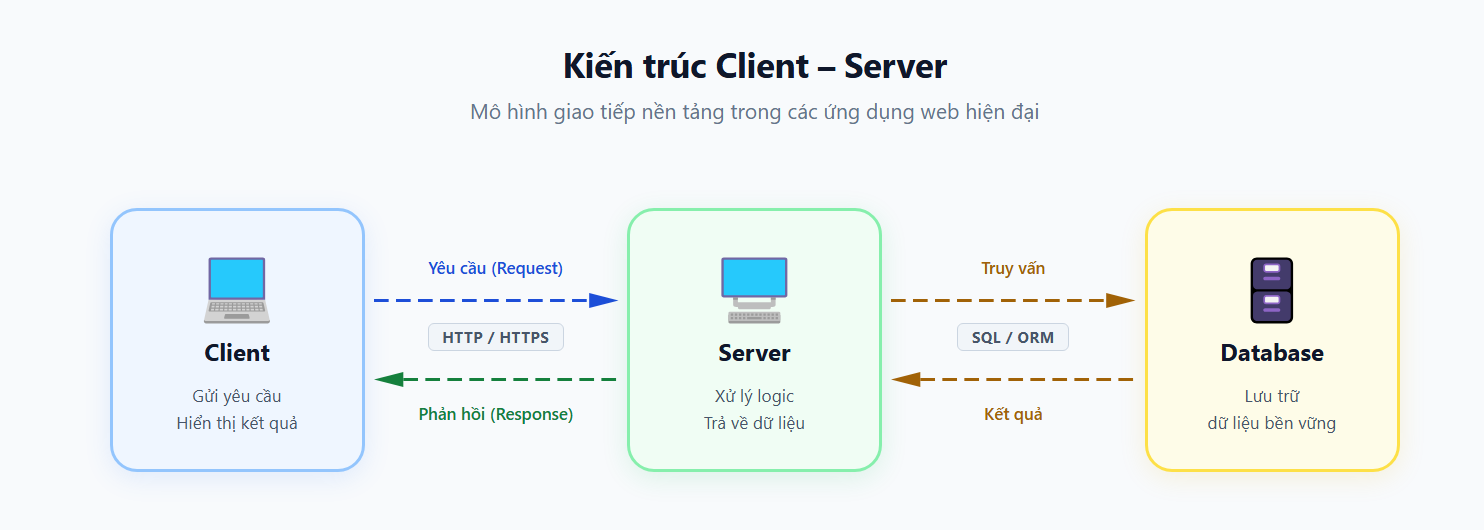 Kiến trúc Client – Server
Mô hình giao tiếp nền tảng trong các ứng dụng web hiện đại
Client
Gửi yêu cầu
Hiển thị kết quả
Yêu cầu (Request)
HTTP / HTTPS
Phản hồi (Response)
Server
Xử lý logic
Trả về dữ liệu
Truy vấn
SQL / ORM
Kết quả
Database
Lưu trữ
dữ liệu bền vững